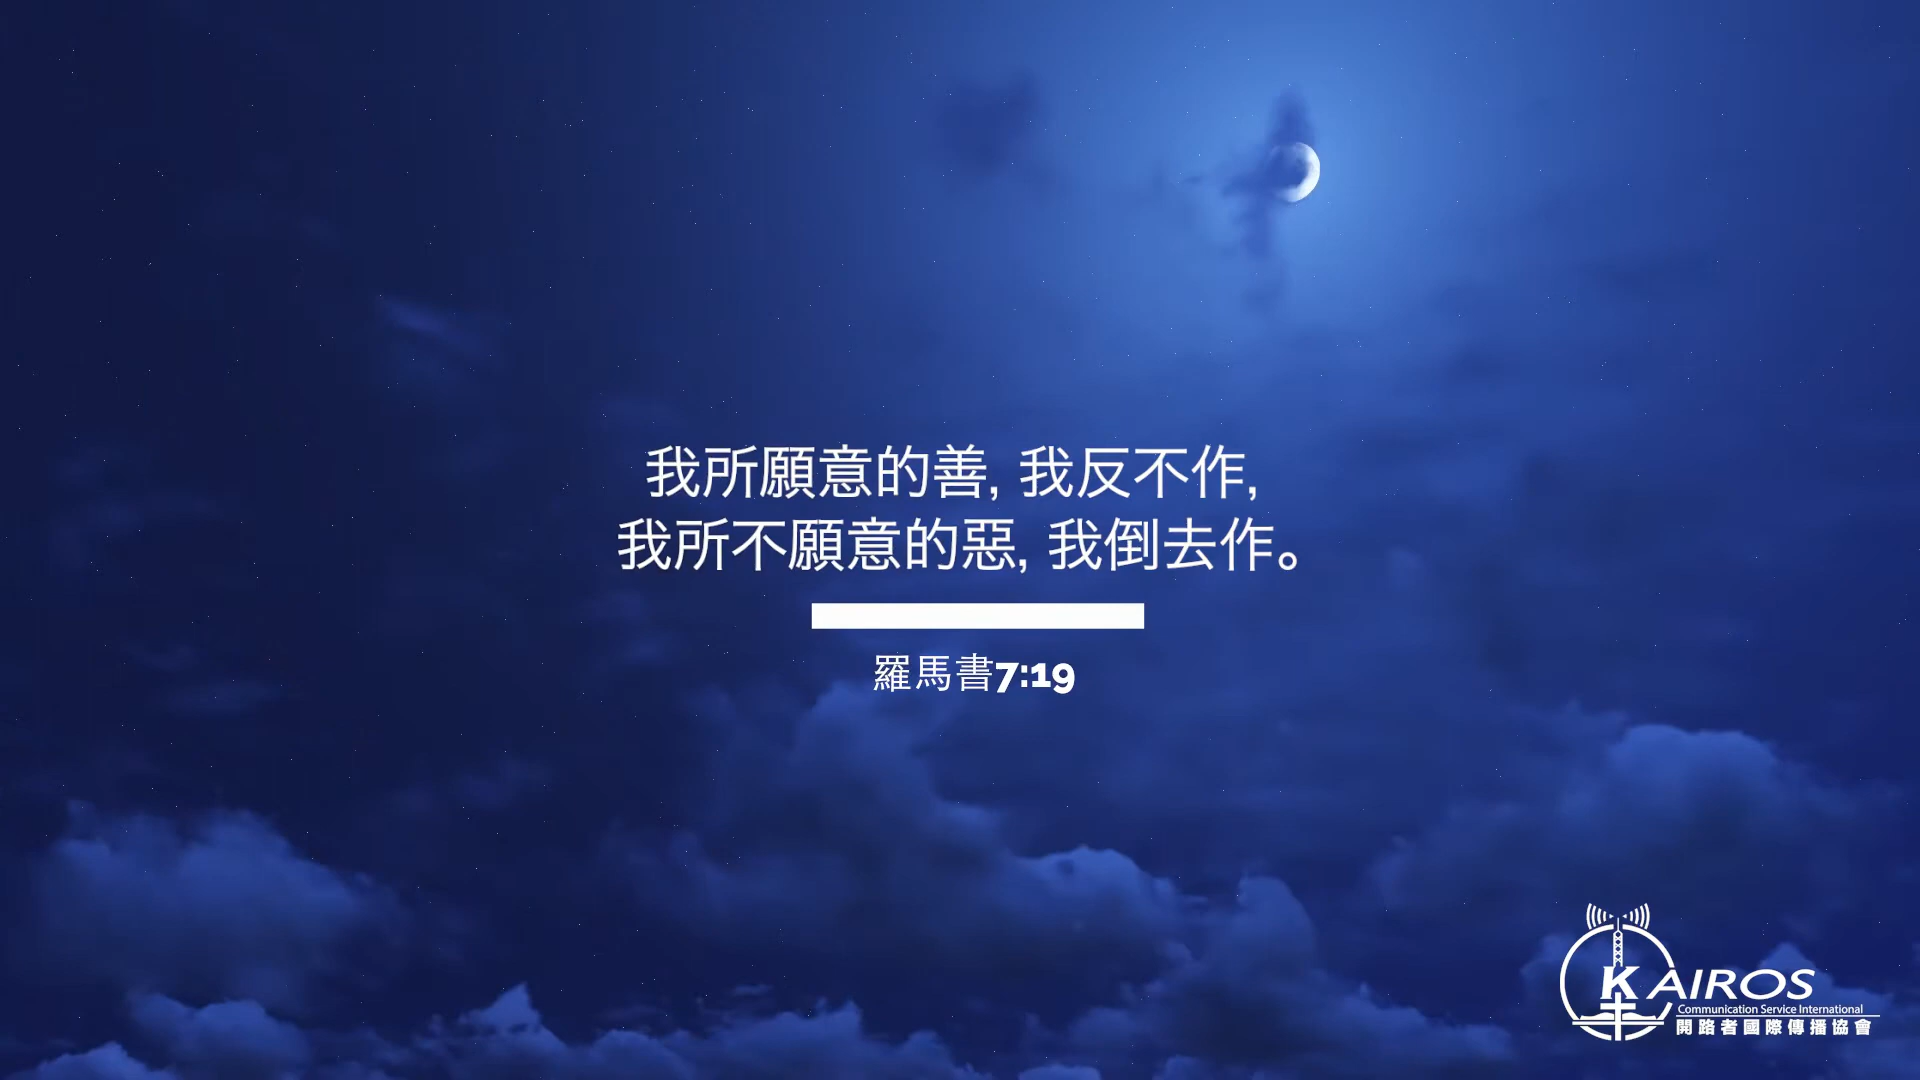 我所願意的善, 我反不作,
我所不願意的惡, 我倒去作。
羅馬書7:19
KAIROS
Communication Service International
開路者國際傳播協會